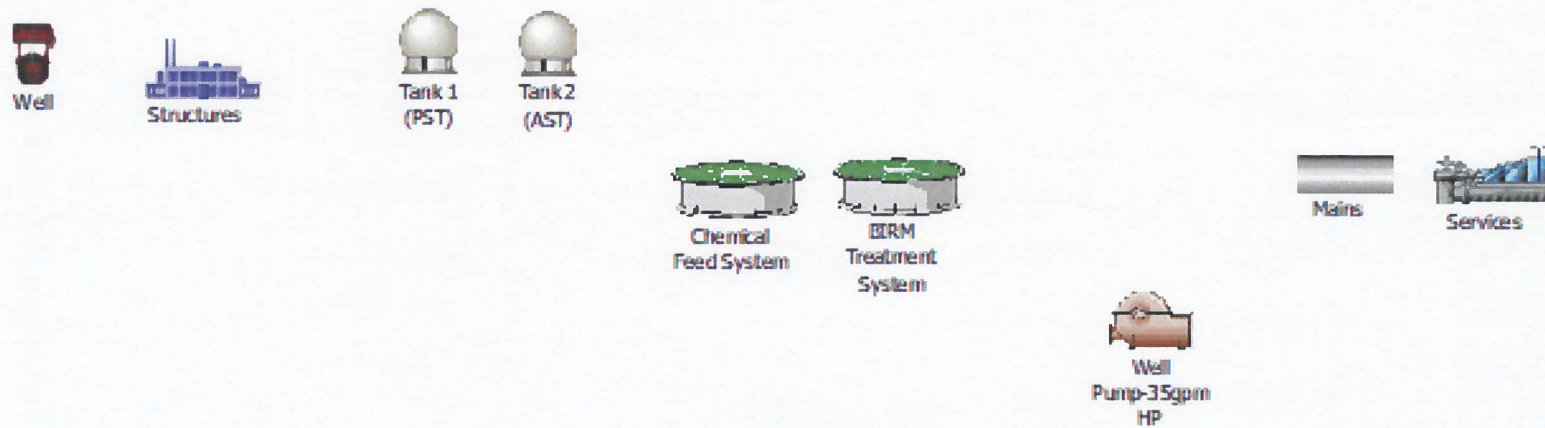 Well
Structures
Tank 1
(PST)
Tank 2
(AST)
Chemical
Feed System
BIRM
Treatment
System
Well
Pump-35gpm
HP
Mains
Services